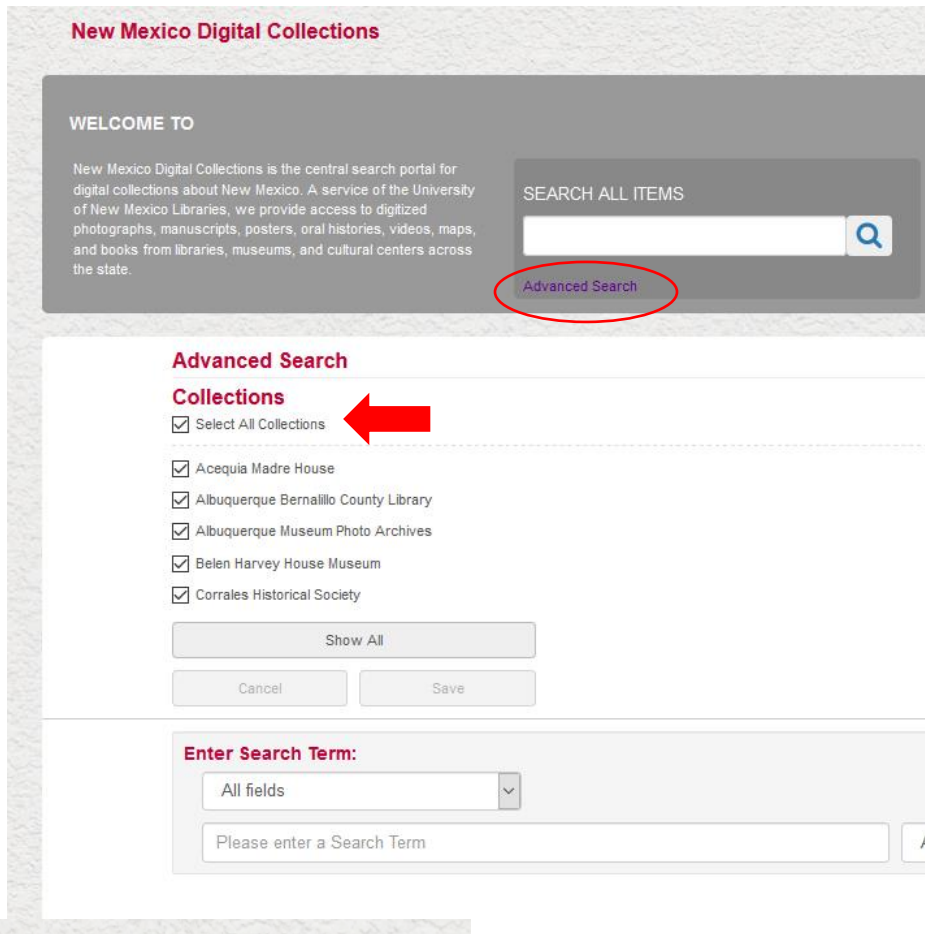 New Mexico Digital Collections
WELCOME TO
New Mexico Digital Collections is the central search portal for
digital collections about New Mexico. A service of the University
of New Mexico Libraries, we provide access to digitized
photographs, manuscripts, posters, oral histories, videos, maps,
and books from libraries, museums, and cultural centers across
the state.
SEARCH ALL ITEMS
Advanced Search
Advanced Search
Collections
Select All Collections
Acequia Madre House
Albuquerque Bernalillo County Library
Albuquerque Museum Photo Archives
Belen Harvey House Museum
Corrales Historical Society
Show All
Cancel Save
Enter Search Term:
All fields
Please enter a Search Term